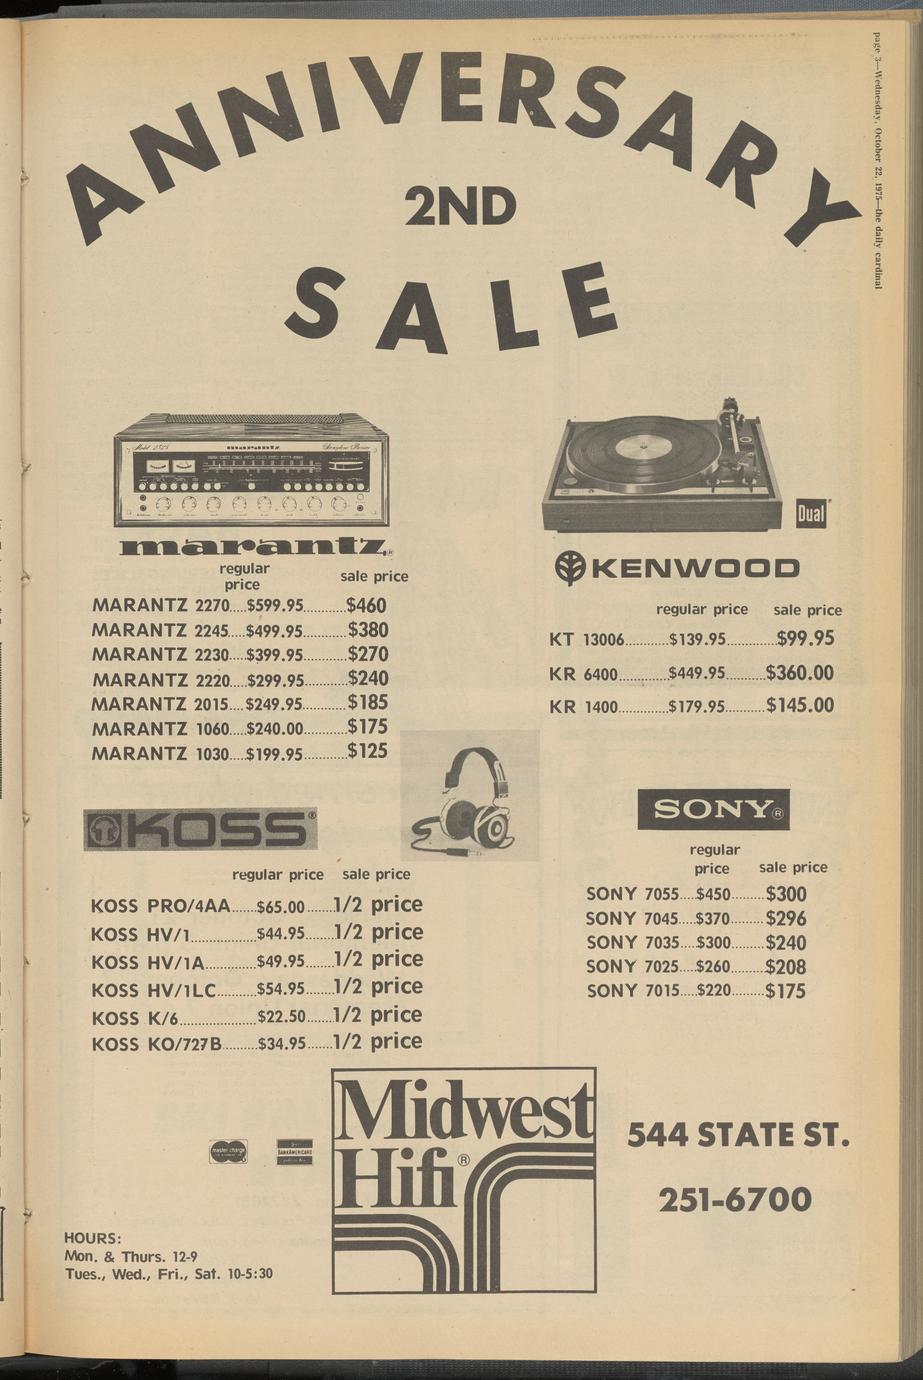 page 3—Wednesday, October 22, 1975—the daily cardinal
ANNIVERSARY
2ND
SALE
Model 2325 marantz
Dual
marantz®
regular
price sale price
MARANTZ 2270.....$599.95...........$460
MARANTZ 2245.....$499.95............$380
MARANTZ 2230.....$399.95............$270
MARANTZ 2220.....$299.95............$240
MARANTZ 2015.....$249.95............$185
MARANTZ 1060.....$240.00............$175
MARANTZ 1030.....$199.95............$125
KENWOOD
regular price sale price
KT 13006............$139.95..............$99.95
KR 6400..............$449.95...........$360.00
KR 1400..............$179.95...........$145.00
KOSS®
regular price sale price
KOSS PRO/4AA.......$65.00.......1/2 price
KOSS HV/1..................$44.95.......1/2 price
KOSS HV/1A..............$49.95.......1/2 price
KOSS HV/1LC...........$54.95.......1/2 price
KOSS K/6.....................$22.50.......1/2 price
KOSS KO/727B..........$34.95.......1/2 price
SONY®
regular
price sale price
SONY 7055.....$450.........$300
SONY 7045.....$370.........$296
SONY 7035.....$300.........$240
SONY 7025.....$260.........$208
SONY 7015.....$220.........$175
master charge
BANKAMERICARD
Midwest
Hifi®
544 STATE ST.
251-6700
HOURS:
Mon. & Thurs. 12-9
Tues., Wed., Fri., Sat. 10-5:30